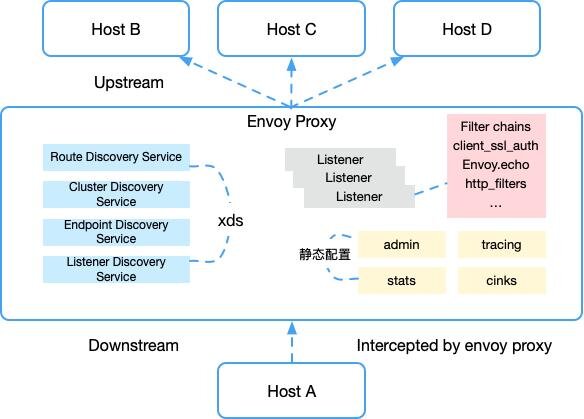 Host B
Host C
Host D
Upstream
Envoy Proxy
Route Discovery Service
Cluster Discovery
Service
Endpoint Discovery
Service
Listener Discovery
Service
xds
Listener
Listener
Listener
Filter chains
client_ssl_auth
Envoy.echo
http_filters
...
静态配置
admin
tracing
stats
cinks
Downstream
Intercepted by envoy proxy
Host A